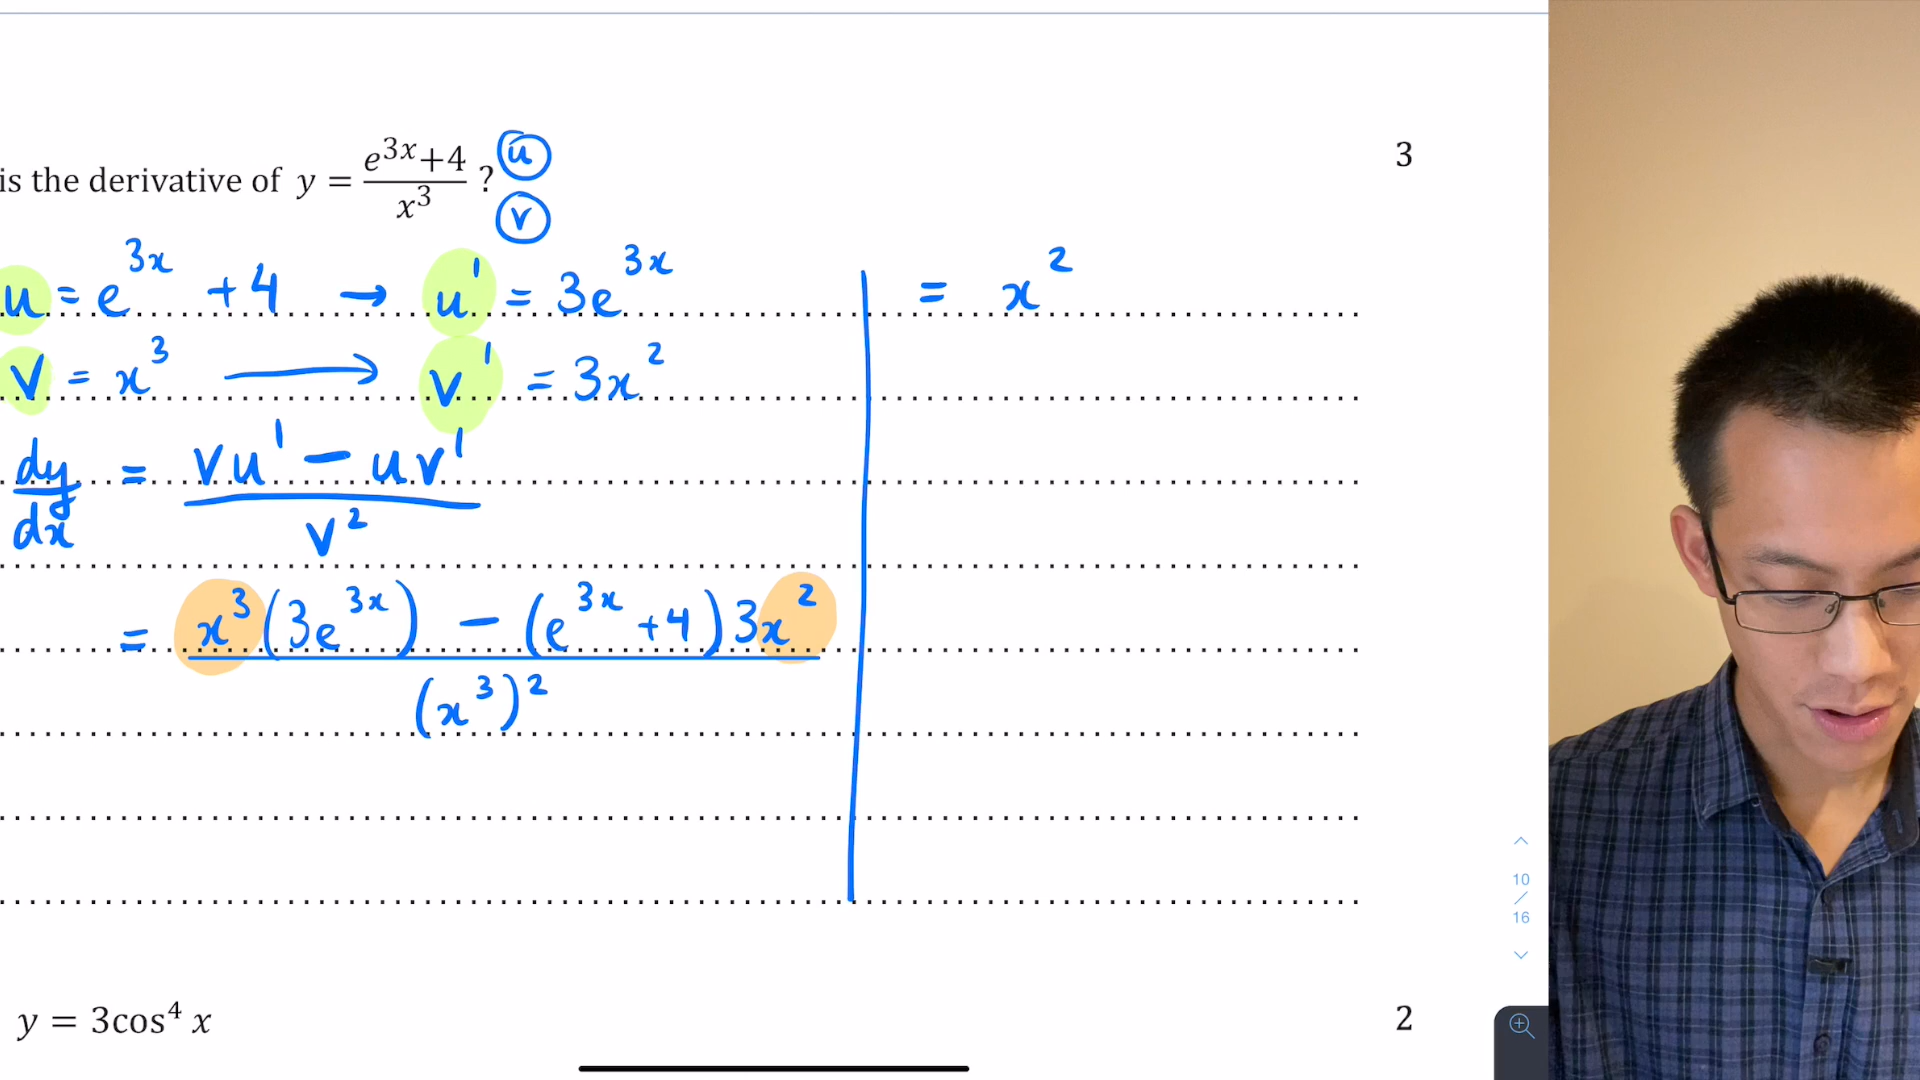 3
is the derivative of y = (e^{3x}+4)/(x^3) ? ⓤ ⓥ
u = e^{3x} + 4 → u' = 3e^{3x}
= x^2
v = x^3 ⟶ v' = 3x^2
dy/dx = (vu' − uv')/(v^2)
= (x^3(3e^{3x}) − (e^{3x} + 4)3x^2)/((x^3)^2)
10
/
16
y = 3cos^4 x
2